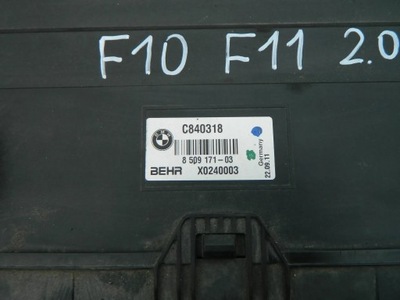 F10 F11 2.0
C840318
8 509 171-03
BEHR X0240003
Germany
22.09.11